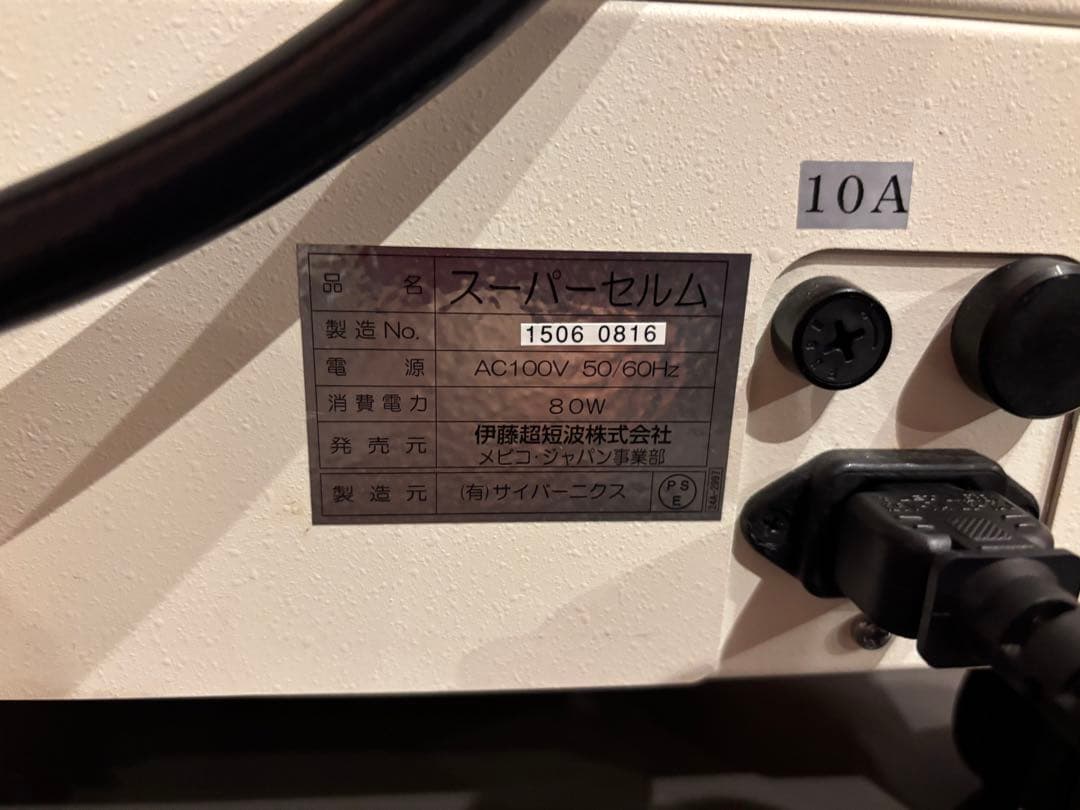 10A
品名 スーパーセルム
製造No. 1506 0816
電源 AC100V 50/60Hz
消費電力 80W
発売元 伊藤超短波株式会社
メビコ・ジャパン事業部
製造元 (有)サイバーニクス PSE